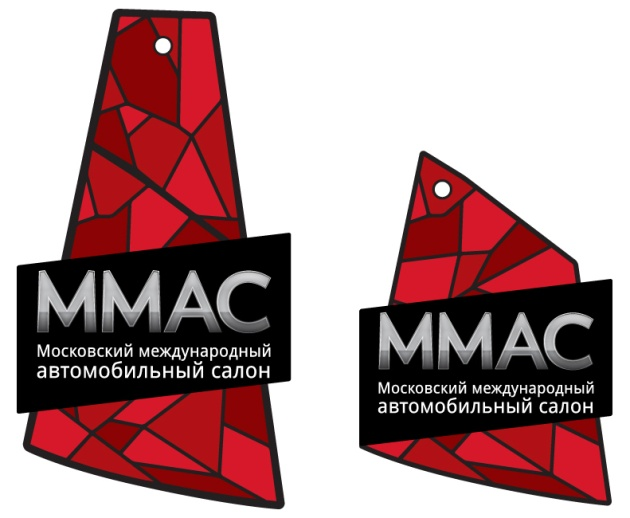 ММАС
Московский международный
автомобильный салон
ММАС
Московский международный
автомобильный салон